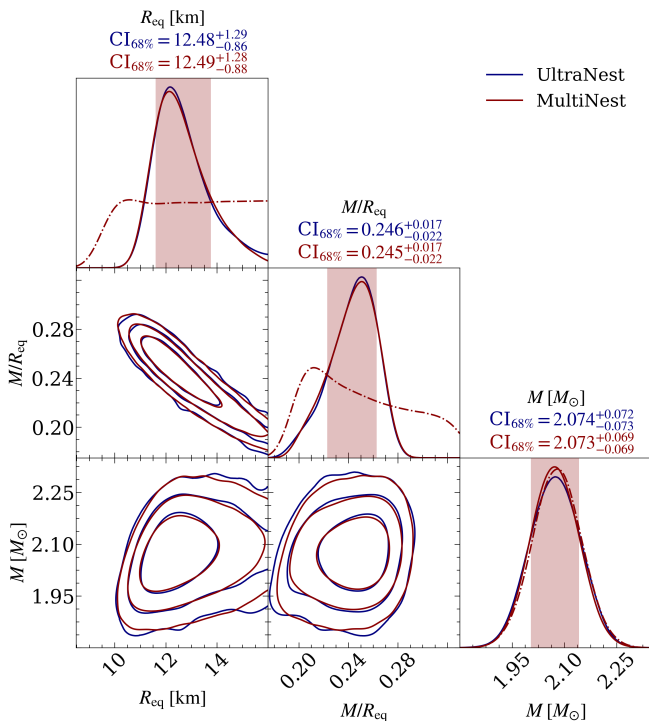 R_eq [km]
CI_68% = 12.48^{+1.29}_{-0.86}
CI_68% = 12.49^{+1.28}_{-0.88}
UltraNest
MultiNest
M/R_eq
CI_68% = 0.246^{+0.017}_{-0.022}
CI_68% = 0.245^{+0.017}_{-0.022}
M/R_eq
0.28
0.24
0.20
M [M_⊙]
CI_68% = 2.074^{+0.072}_{-0.073}
CI_68% = 2.073^{+0.069}_{-0.069}
M [M_⊙]
2.25
2.10
1.95
10 12 14
R_eq [km]
0.20 0.24 0.28
M/R_eq
1.95 2.10 2.25
M [M_⊙]